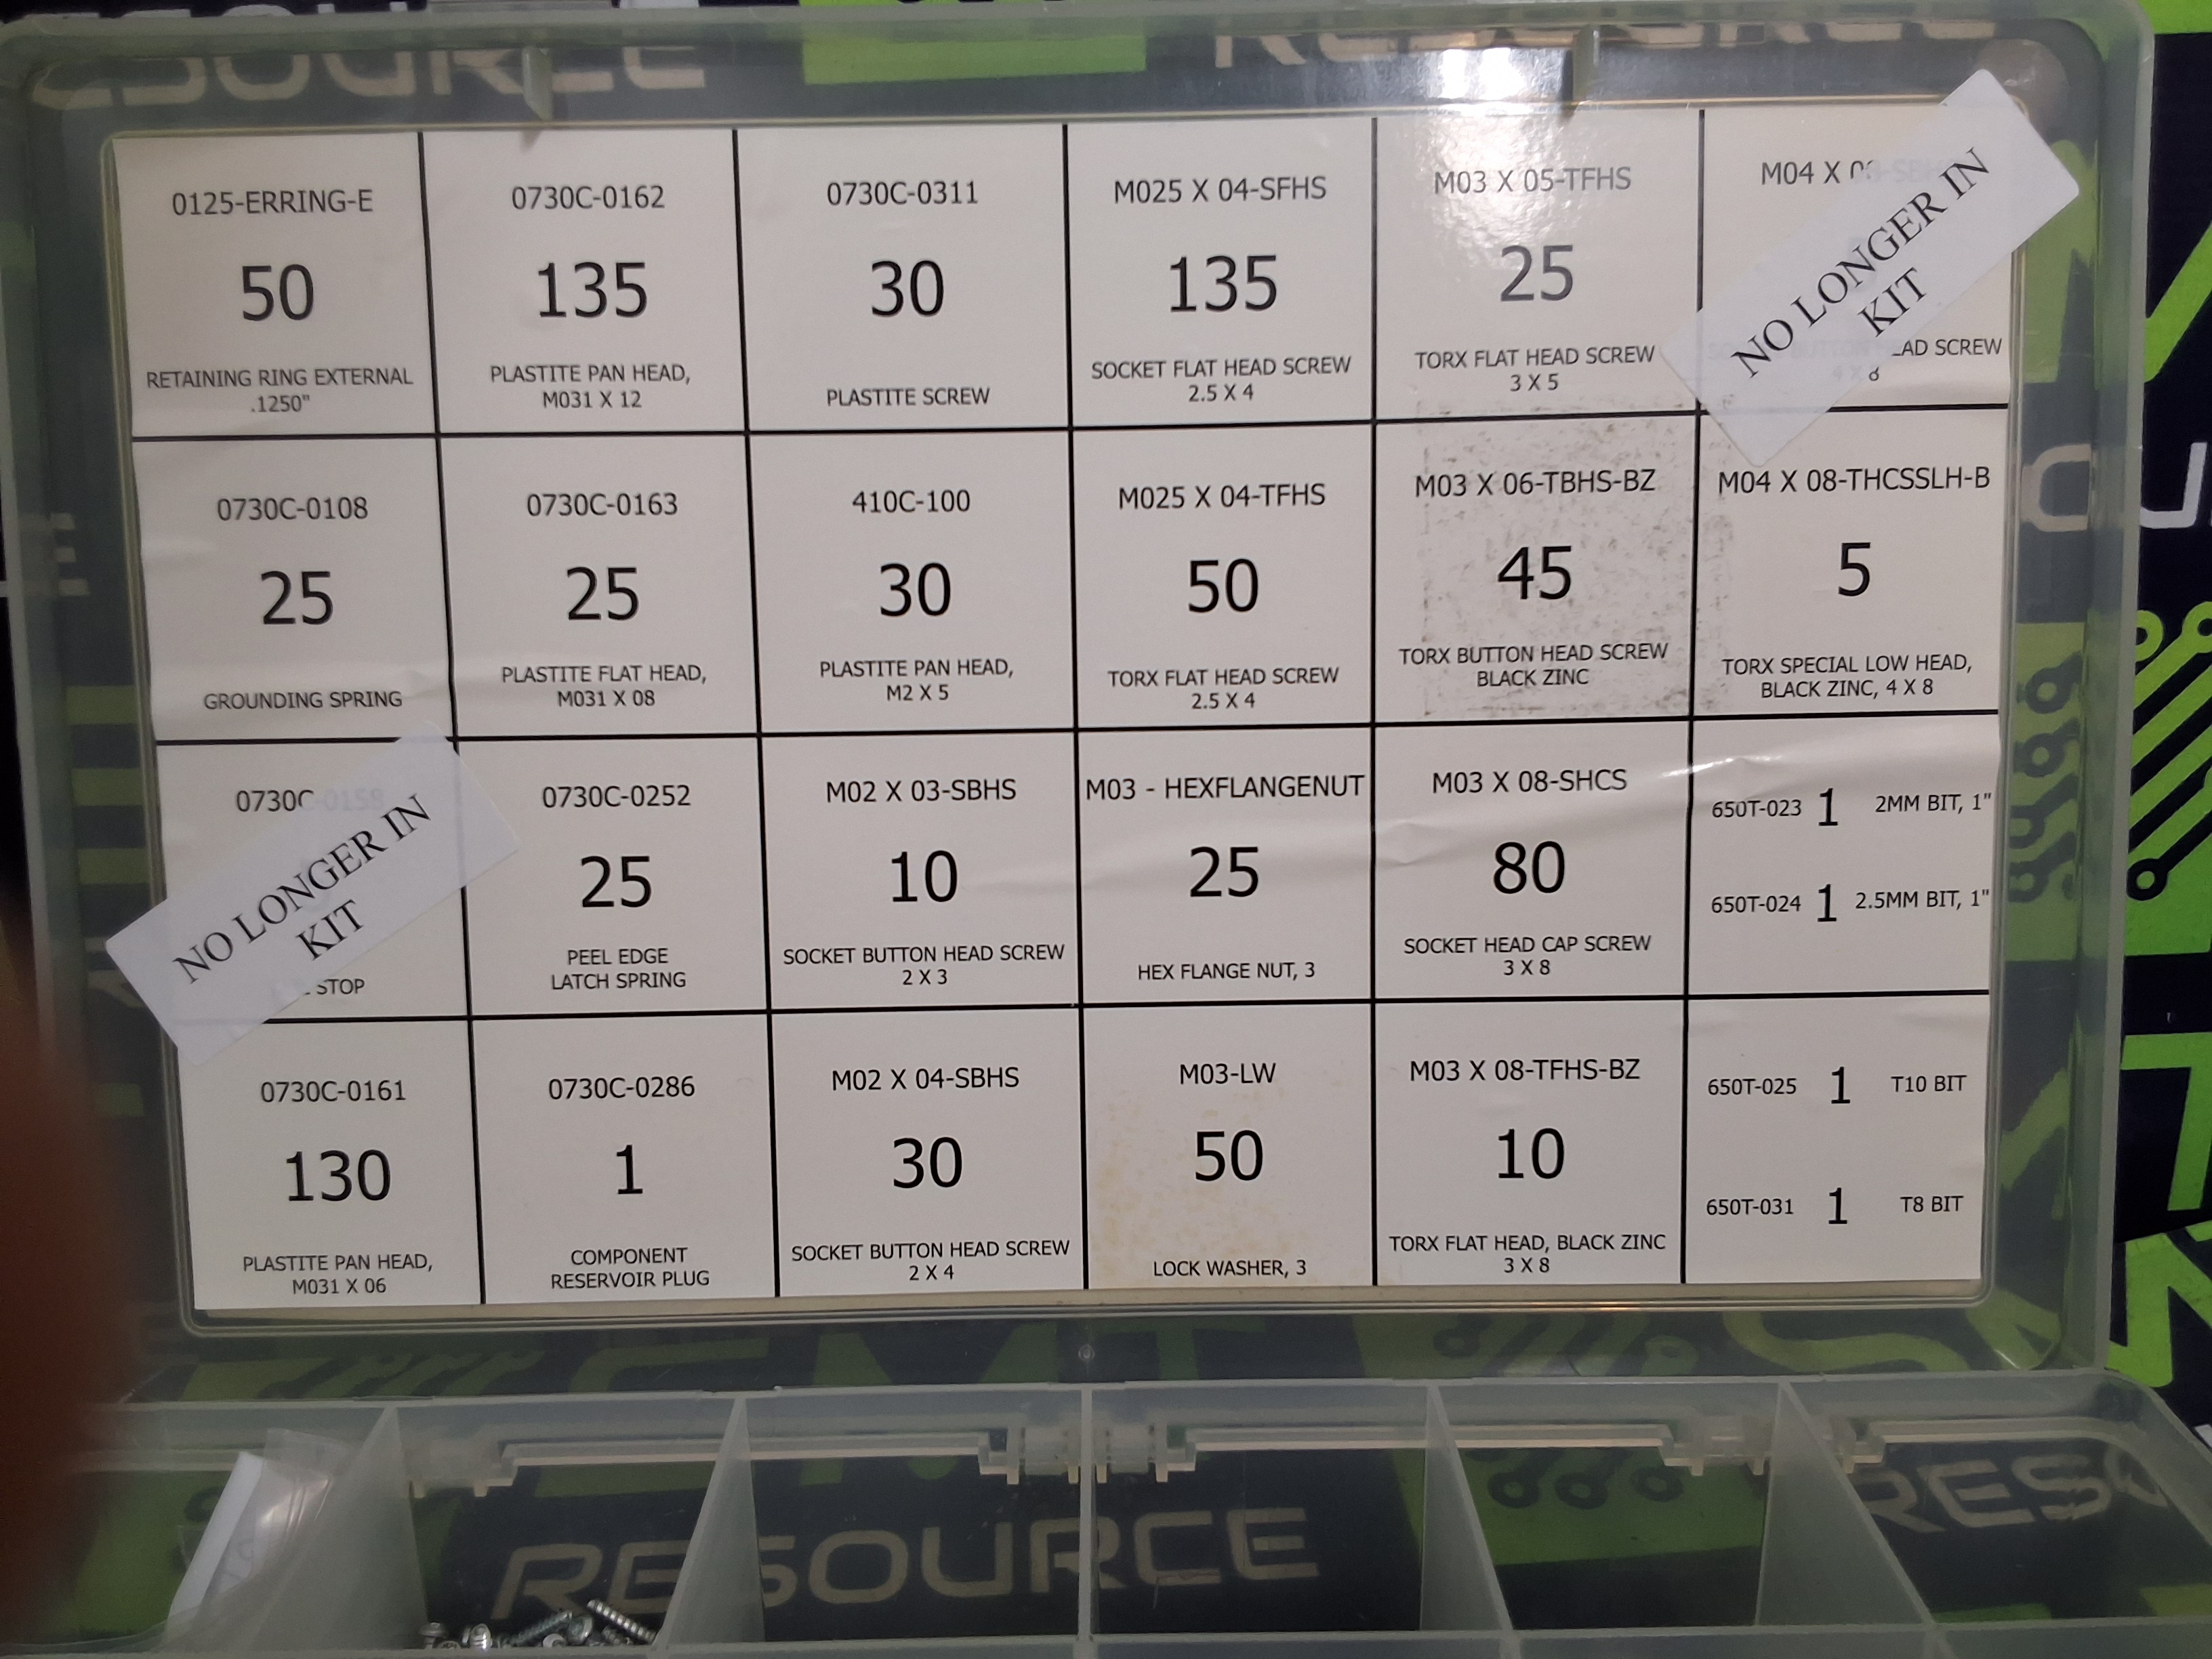 ESOURCE
RESOURCE
0125-ERRING-E
50
RETAINING RING EXTERNAL
.1250"
0730C-0162
135
PLASTITE PAN HEAD,
M031 X 12
0730C-0311
30
PLASTITE SCREW
M025 X 04-SFHS
135
SOCKET FLAT HEAD SCREW
2.5 X 4
M03 X 05-TFHS
25
TORX FLAT HEAD SCREW
3 X 5
M04 X
NO LONGER IN
KIT
AD SCREW
8
0730C-0108
25
GROUNDING SPRING
0730C-0163
25
PLASTITE FLAT HEAD,
M031 X 08
410C-100
30
PLASTITE PAN HEAD,
M2 X 5
M025 X 04-TFHS
50
TORX FLAT HEAD SCREW
2.5 X 4
M03 X 06-TBHS-BZ
45
TORX BUTTON HEAD SCREW
BLACK ZINC
M04 X 08-THCSSLH-B
5
TORX SPECIAL LOW HEAD,
BLACK ZINC, 4 X 8
0730C-0158
NO LONGER IN
KIT
STOP
0730C-0252
25
PEEL EDGE
LATCH SPRING
M02 X 03-SBHS
10
SOCKET BUTTON HEAD SCREW
2 X 3
M03 - HEXFLANGENUT
25
HEX FLANGE NUT, 3
M03 X 08-SHCS
80
SOCKET HEAD CAP SCREW
3 X 8
650T-023 1 2MM BIT, 1"
650T-024 1 2.5MM BIT, 1"
0730C-0161
130
PLASTITE PAN HEAD,
M031 X 06
0730C-0286
1
COMPONENT
RESERVOIR PLUG
M02 X 04-SBHS
30
SOCKET BUTTON HEAD SCREW
2 X 4
M03-LW
50
LOCK WASHER, 3
M03 X 08-TFHS-BZ
10
TORX FLAT HEAD, BLACK ZINC
3 X 8
650T-025 1 T10 BIT
650T-031 1 T8 BIT
RESOURCE
RESO